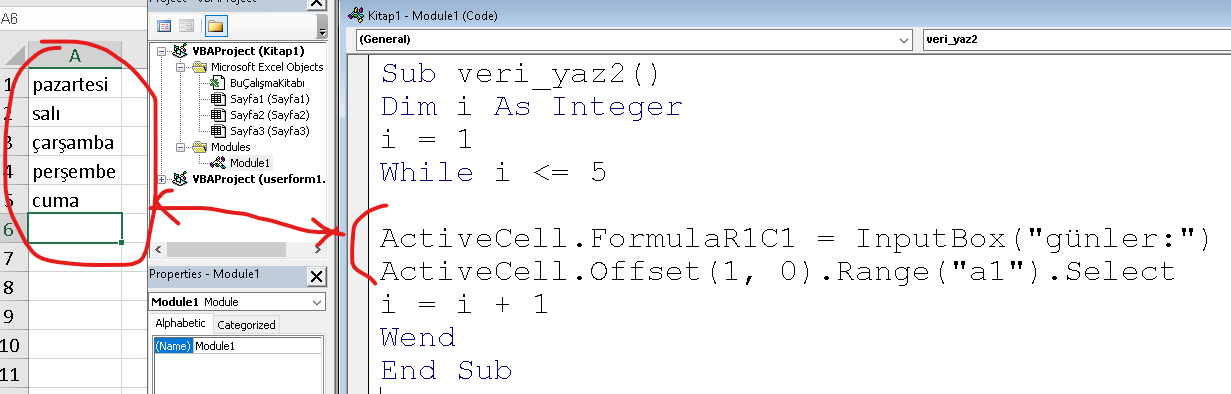 A6
A
1 pazartesi
2 salı
3 çarşamba
4 perşembe
5 cuma
6
7
8
9
10
11
Project - VBAProject
VBAProject (Kitap1)
Microsoft Excel Objects
BuÇalışmaKitabı
Sayfa1 (Sayfa1)
Sayfa2 (Sayfa2)
Sayfa3 (Sayfa3)
Modules
Module1
VBAProject (userform1.
Properties - Module1
Module1 Module
Alphabetic Categorized
(Name) Module1
Kitap1 - Module1 (Code)
(General) veri_yaz2
Sub veri_yaz2()
Dim i As Integer
i = 1
While i <= 5
ActiveCell.FormulaR1C1 = InputBox("günler:")
ActiveCell.Offset(1, 0).Range("a1").Select
i = i + 1
Wend
End Sub